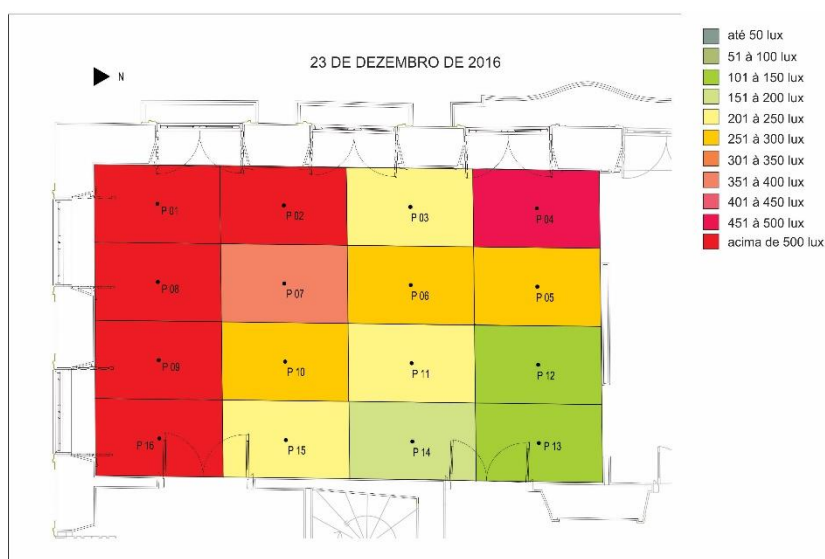 23 DE DEZEMBRO DE 2016
N
P 01
P 02
P 03
P 04
P 08
P 07
P 06
P 05
P 09
P 10
P 11
P 12
P 16
P 15
P 14
P 13
até 50 lux
51 à 100 lux
101 à 150 lux
151 à 200 lux
201 à 250 lux
251 à 300 lux
301 à 350 lux
351 à 400 lux
401 à 450 lux
451 à 500 lux
acima de 500 lux